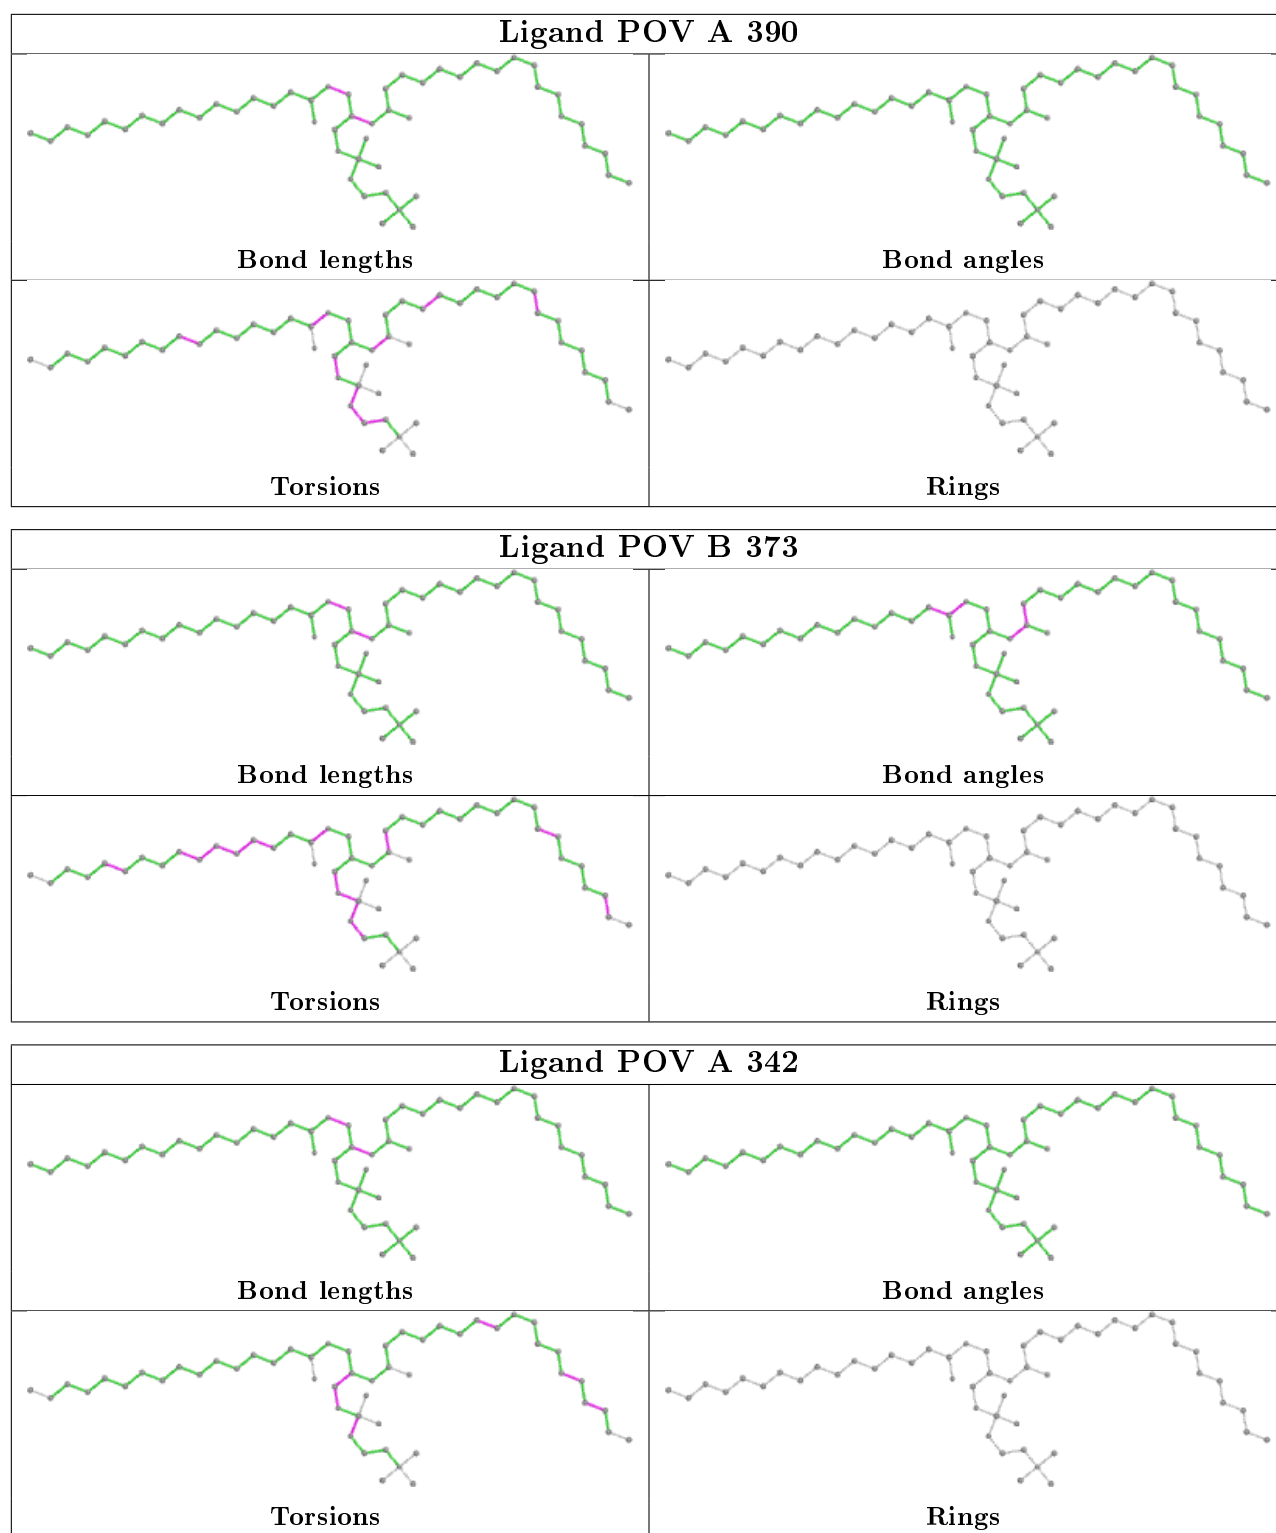 Ligand POV A 390
Bond lengths
Bond angles
Torsions
Rings
Ligand POV B 373
Bond lengths
Bond angles
Torsions
Rings
Ligand POV A 342
Bond lengths
Bond angles
Torsions
Rings